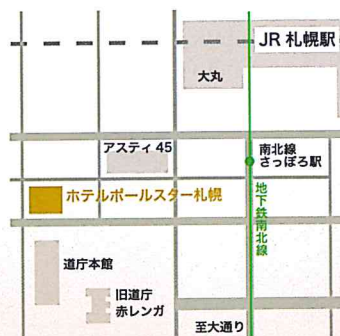 JR 札幌駅
大丸
アスティ 45
南北線
さっぽろ駅
ホテルポールスター札幌
地下鉄南北線
道庁本館
旧道庁
赤レンガ
至大通り